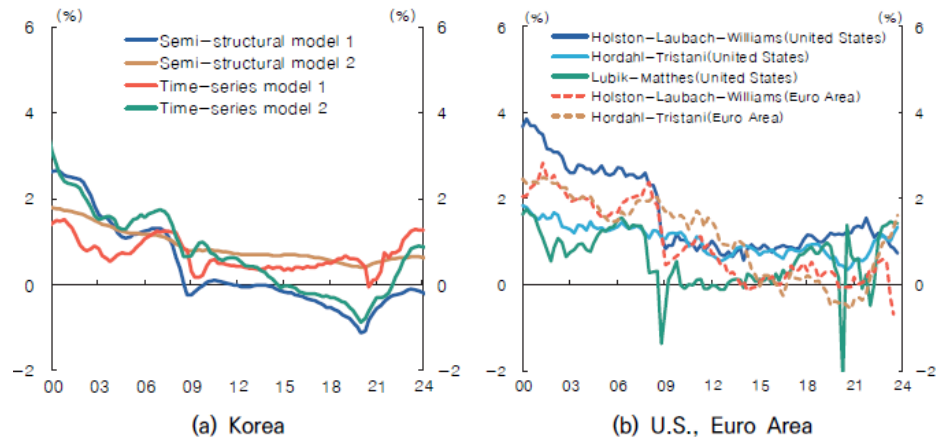 (%) (%)
6 6
Semi-structural model 1
Semi-structural model 2
Time-series model 1
Time-series model 2
4 4
2 2
0 0
-2 -2
00 03 06 09 12 15 18 21 24
(a) Korea
(%) (%)
6 6
Holston-Laubach-Williams(United States)
Hordahl-Tristani(United States)
Lubik-Matthes(United States)
Holston-Laubach-Williams(Euro Area)
Hordahl-Tristani(Euro Area)
4 4
2 2
0 0
-2 -2
00 03 06 09 12 15 18 21 24
(b) U.S., Euro Area